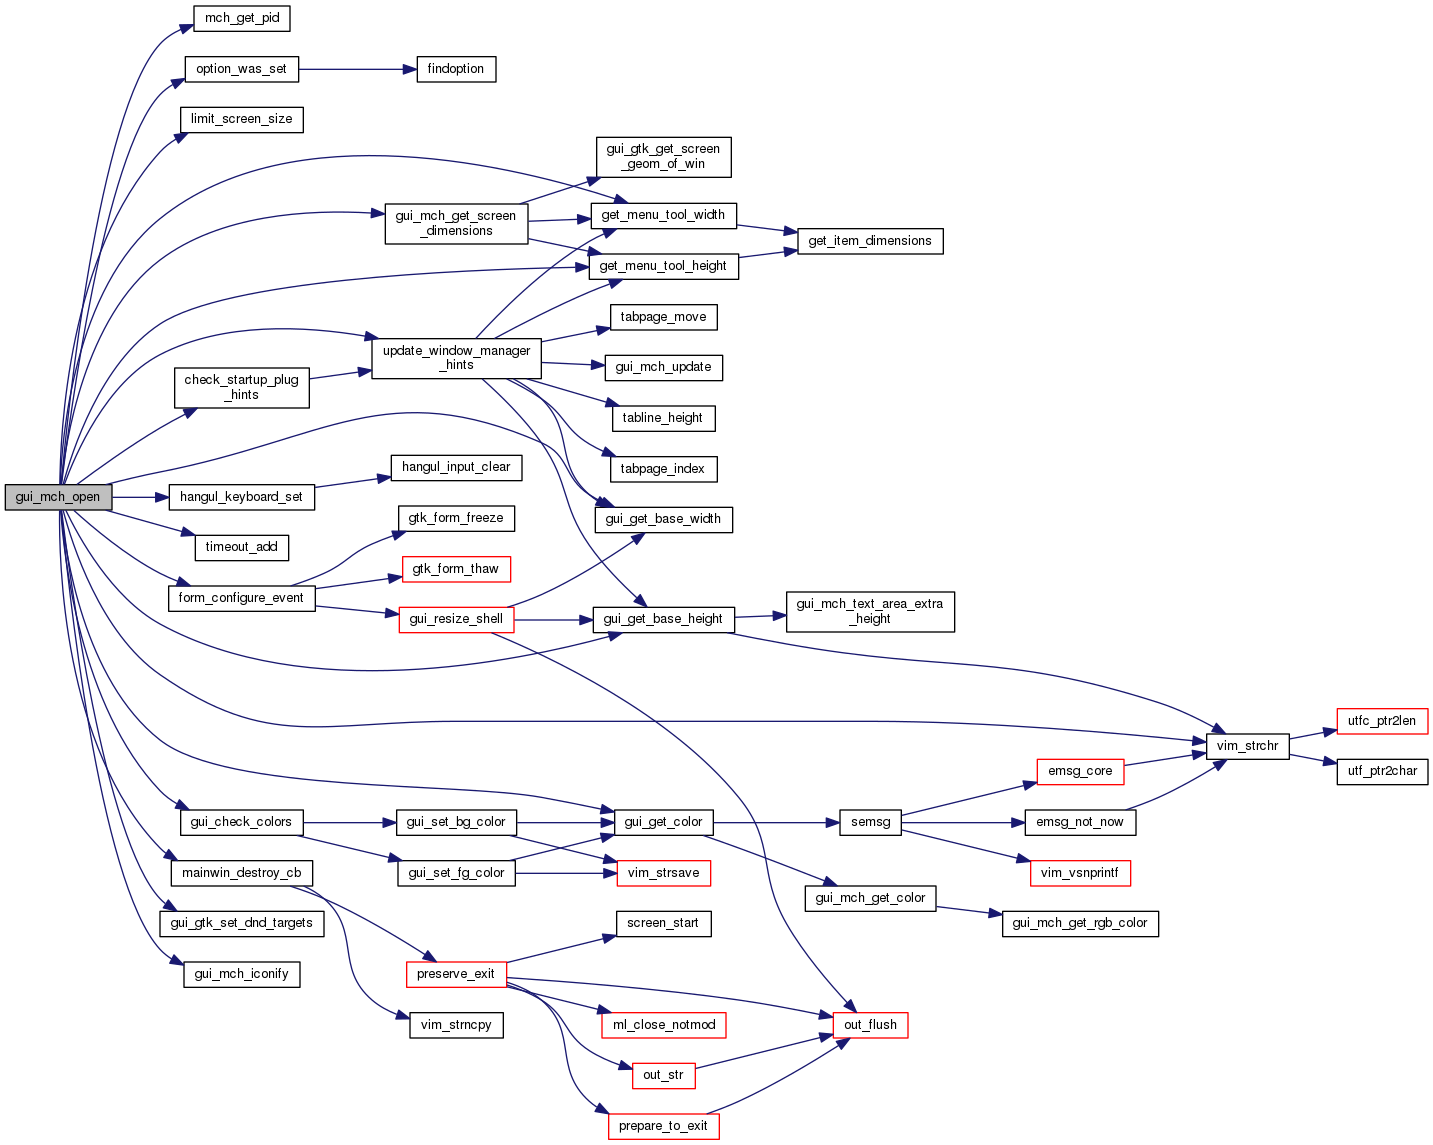 mch_get_pid
option_was_set
findoption
limit_screen_size
gui_gtk_get_screen
_geom_of_win
gui_mch_get_screen
_dimensions
get_menu_tool_width
get_item_dimensions
get_menu_tool_height
tabpage_move
update_window_manager
_hints
gui_mch_update
check_startup_plug
_hints
tabline_height
hangul_input_clear
tabpage_index
gui_mch_open
hangul_keyboard_set
gtk_form_freeze
gui_get_base_width
timeout_add
gtk_form_thaw
form_configure_event
gui_resize_shell
gui_get_base_height
gui_mch_text_area_extra
_height
utfc_ptr2len
vim_strchr
emsg_core
utf_ptr2char
gui_check_colors
gui_set_bg_color
gui_get_color
semsg
emsg_not_now
mainwin_destroy_cb
gui_set_fg_color
vim_strsave
vim_vsnprintf
gui_mch_get_color
gui_gtk_set_dnd_targets
screen_start
gui_mch_get_rgb_color
gui_mch_iconify
preserve_exit
vim_strncpy
ml_close_notmod
out_flush
out_str
prepare_to_exit